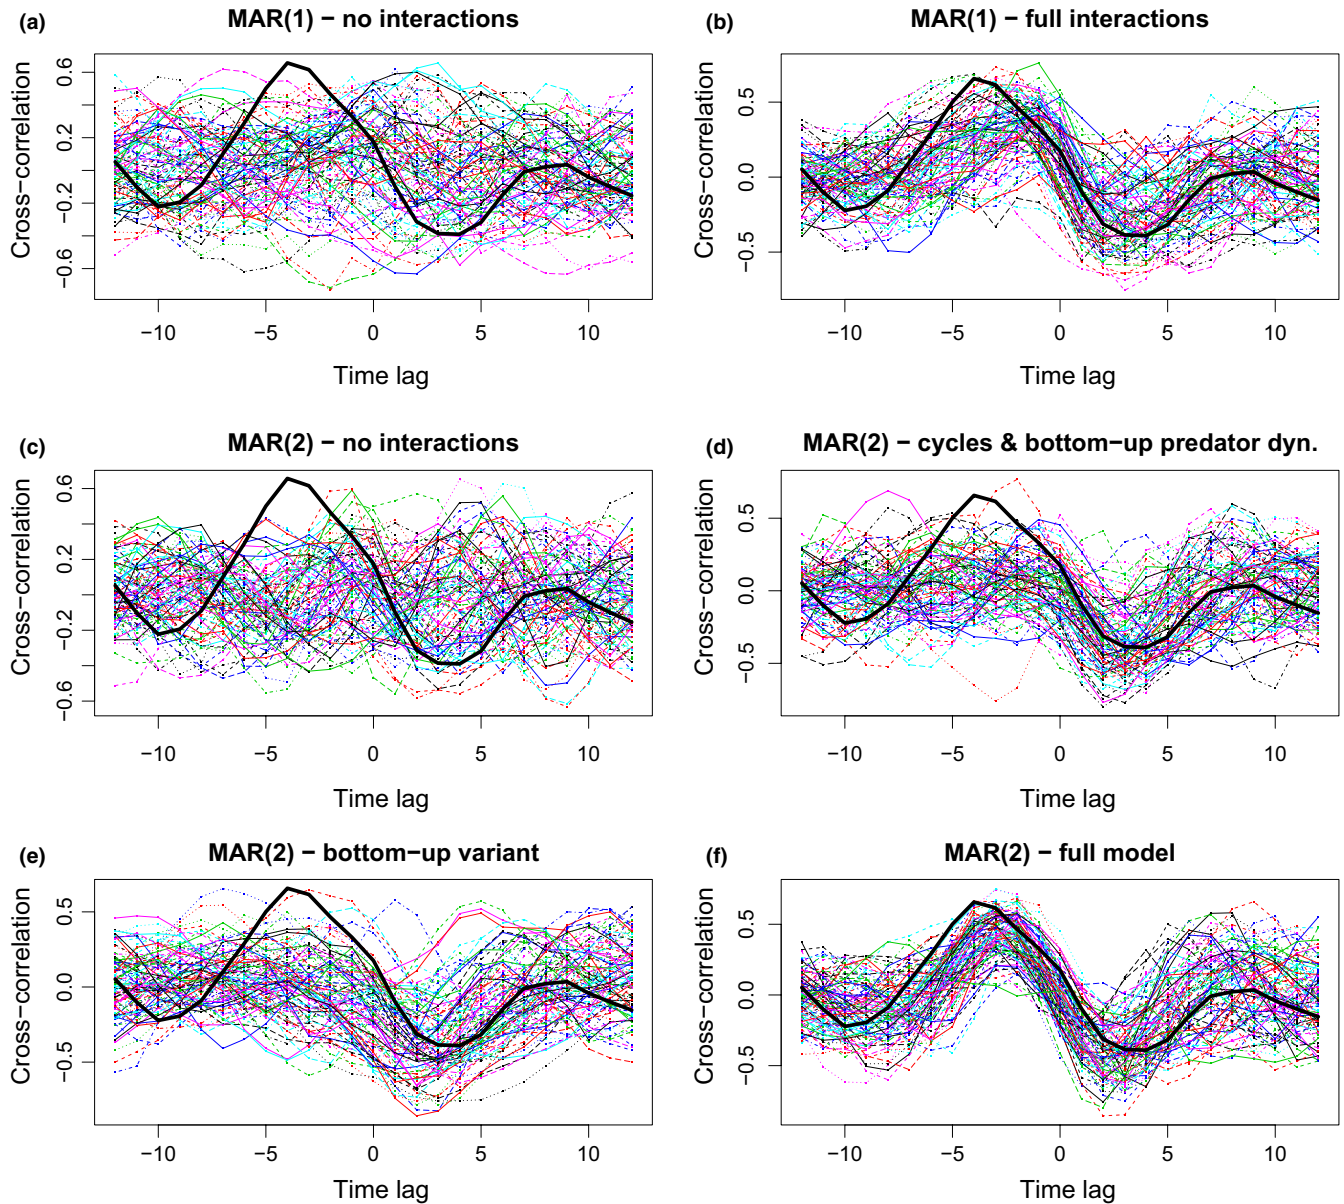 (a) MAR(1) − no interactions
Cross−correlation
0.6
0.2
−0.2
−0.6
−10 −5 0 5 10
Time lag
(b) MAR(1) − full interactions
Cross−correlation
0.5
0.0
−0.5
−10 −5 0 5 10
Time lag
(c) MAR(2) − no interactions
Cross−correlation
0.6
0.2
−0.2
−0.6
−10 −5 0 5 10
Time lag
(d) MAR(2) − cycles & bottom−up predator dyn.
Cross−correlation
0.5
0.0
−0.5
−10 −5 0 5 10
Time lag
(e) MAR(2) − bottom−up variant
Cross−correlation
0.5
0.0
−0.5
−10 −5 0 5 10
Time lag
(f) MAR(2) − full model
Cross−correlation
0.5
0.0
−0.5
−10 −5 0 5 10
Time lag